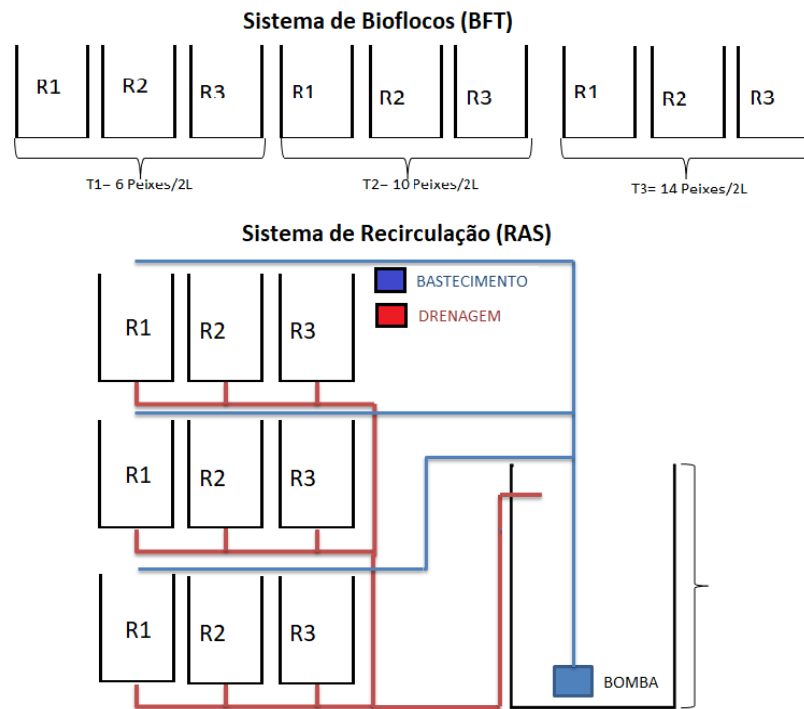 Sistema de Bioflocos (BFT)
R1 R2 R3 R1 R2 R3 R1 R2 R3
T1– 6 Peixes/2L T2– 10 Peixes/2L T3= 14 Peixes/2L
Sistema de Recirculação (RAS)
BASTECIMENTO
DRENAGEM
R1 R2 R3
R1 R2 R3
R1 R2 R3
BOMBA